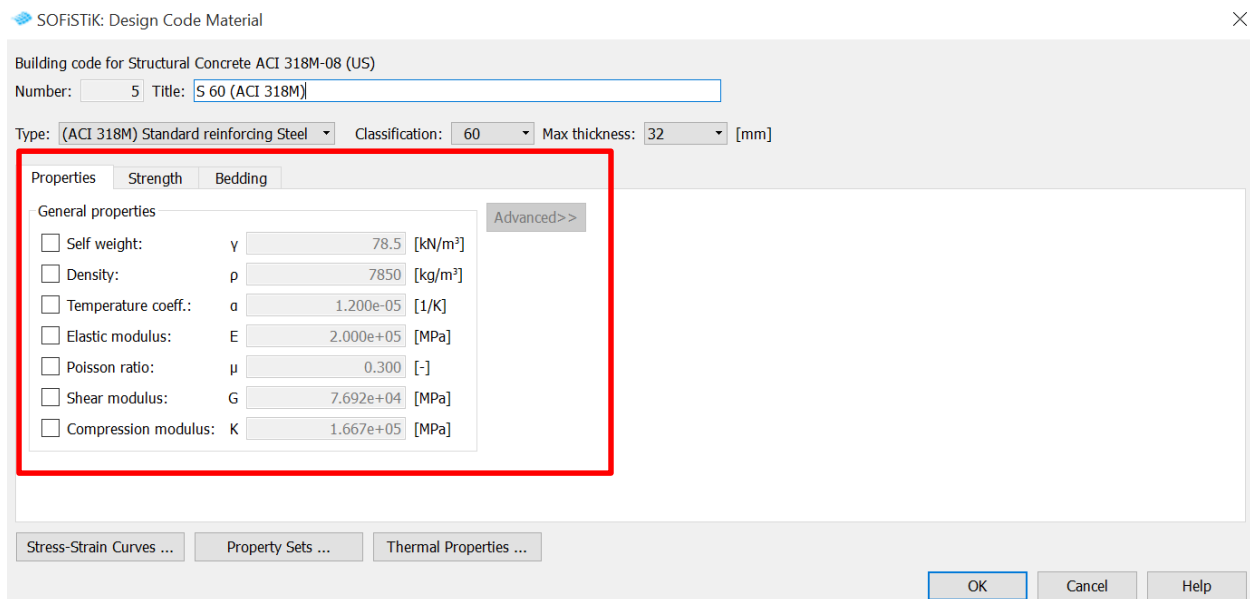 SOFiSTiK: Design Code Material
Building code for Structural Concrete ACI 318M-08 (US)
Number: 5 Title: S 60 (ACI 318M)
Type: (ACI 318M) Standard reinforcing Steel Classification: 60 Max thickness: 32 [mm]
Properties Strength Bedding
General properties Advanced>>
Self weight: γ 78.5 [kN/m³]
Density: ρ 7850 [kg/m³]
Temperature coeff.: α 1.200e-05 [1/K]
Elastic modulus: E 2.000e+05 [MPa]
Poisson ratio: μ 0.300 [-]
Shear modulus: G 7.692e+04 [MPa]
Compression modulus: K 1.667e+05 [MPa]
Stress-Strain Curves ... Property Sets ... Thermal Properties ...
OK Cancel Help